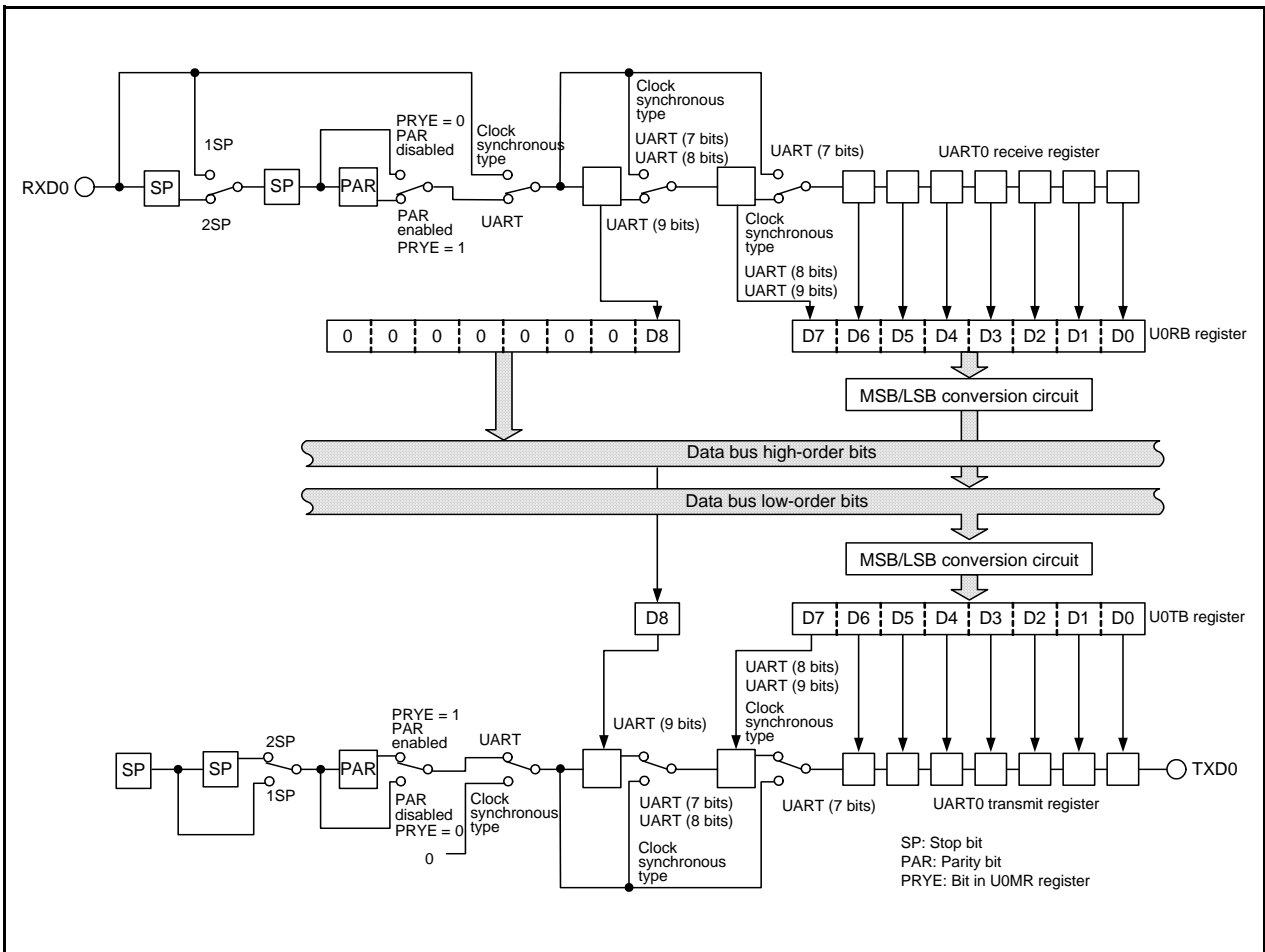 PRYE = 0
PAR
disabled
Clock
synchronous
type
Clock
synchronous
type
UART (7 bits)
UART (8 bits)
UART (7 bits)
UART0 receive register
1SP
RXD0
SP
SP
PAR
2SP
PAR
enabled
PRYE = 1
UART
UART (9 bits)
Clock
synchronous
type
UART (8 bits)
UART (9 bits)
0 0 0 0 0 0 0 D8
D7 D6 D5 D4 D3 D2 D1 D0
U0RB register
MSB/LSB conversion circuit
Data bus high-order bits
Data bus low-order bits
MSB/LSB conversion circuit
D8
D7 D6 D5 D4 D3 D2 D1 D0
U0TB register
UART (8 bits)
UART (9 bits)
Clock
synchronous
type
PRYE = 1
PAR
enabled
UART
UART (9 bits)
2SP
SP
SP
PAR
TXD0
1SP
PAR
disabled
PRYE = 0
0
Clock
synchronous
type
UART (7 bits)
UART (8 bits)
Clock
synchronous
type
UART (7 bits)
UART0 transmit register
SP: Stop bit
PAR: Parity bit
PRYE: Bit in U0MR register